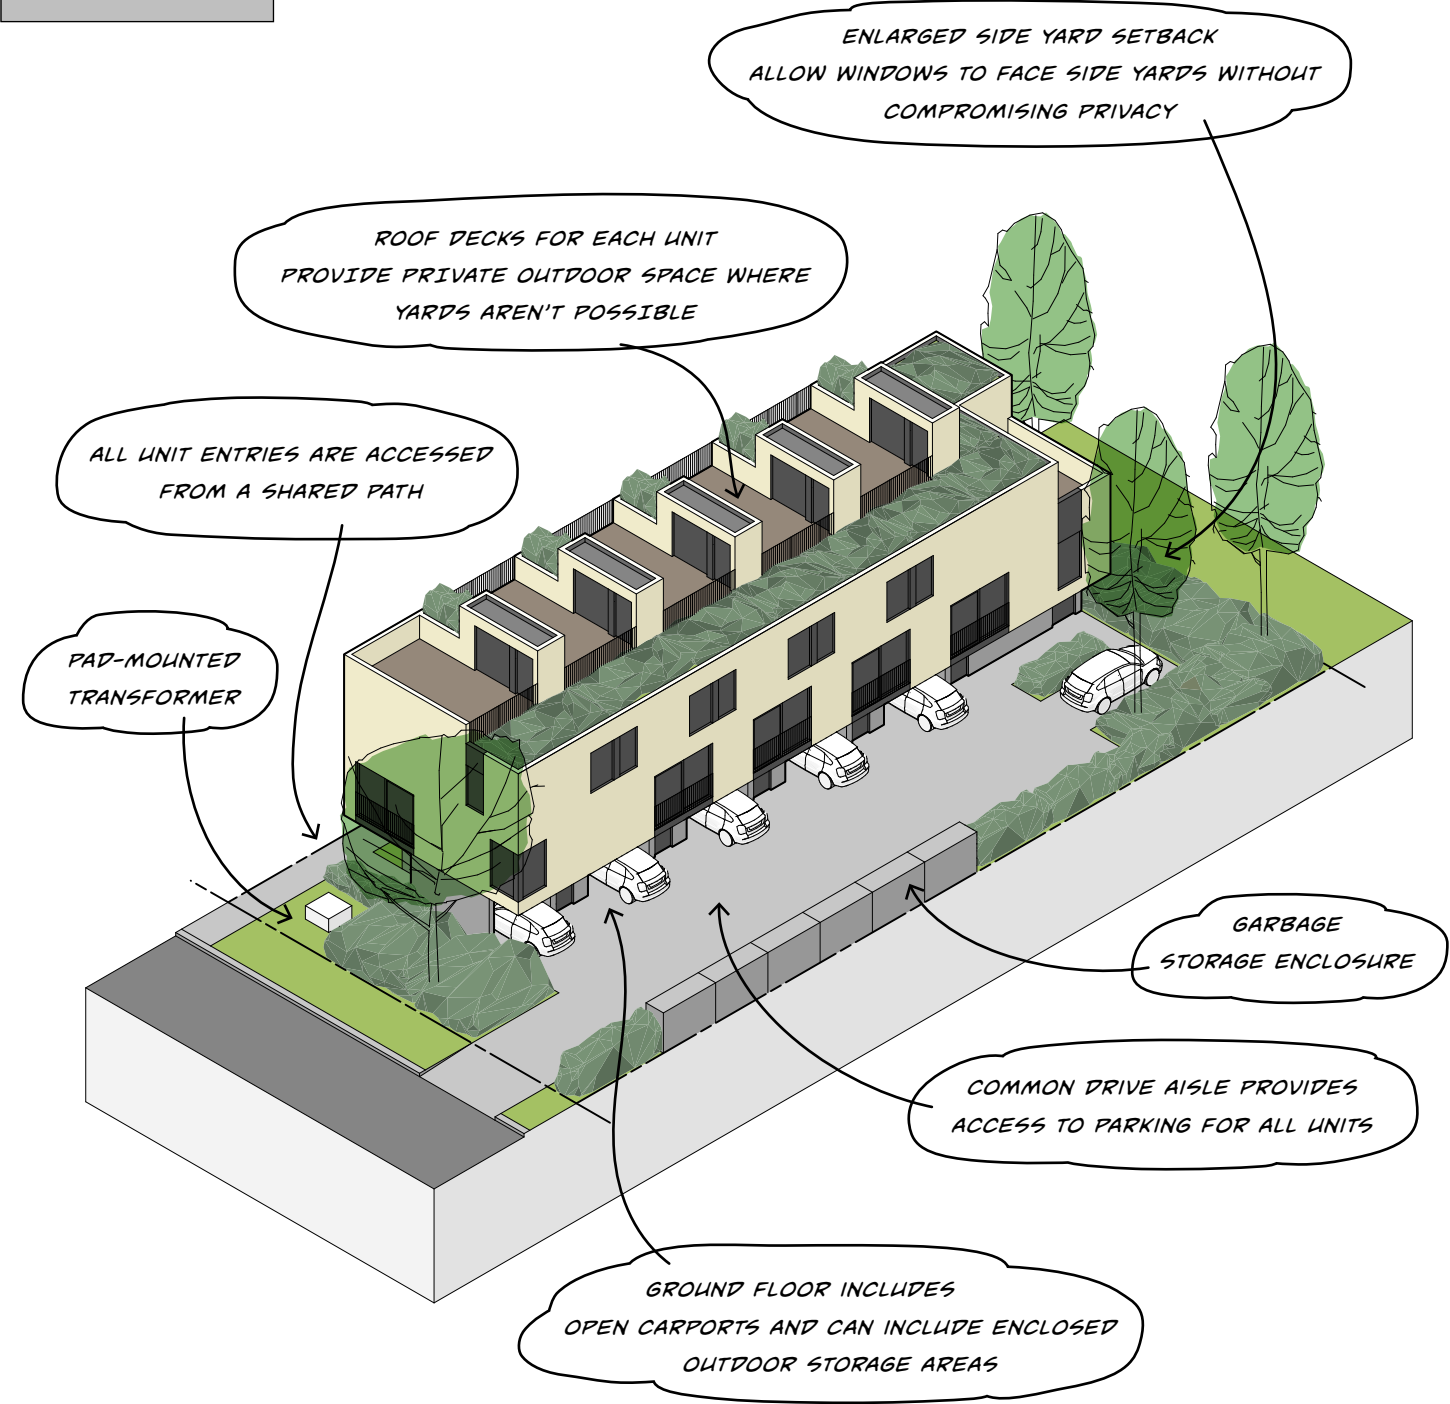 ENLARGED SIDE YARD SETBACK
ALLOW WINDOWS TO FACE SIDE YARDS WITHOUT
COMPROMISING PRIVACY
ROOF DECKS FOR EACH UNIT
PROVIDE PRIVATE OUTDOOR SPACE WHERE
YARDS AREN'T POSSIBLE
ALL UNIT ENTRIES ARE ACCESSED
FROM A SHARED PATH
PAD-MOUNTED
TRANSFORMER
GARBAGE
STORAGE ENCLOSURE
COMMON DRIVE AISLE PROVIDES
ACCESS TO PARKING FOR ALL UNITS
GROUND FLOOR INCLUDES
OPEN CARPORTS AND CAN INCLUDE ENCLOSED
OUTDOOR STORAGE AREAS